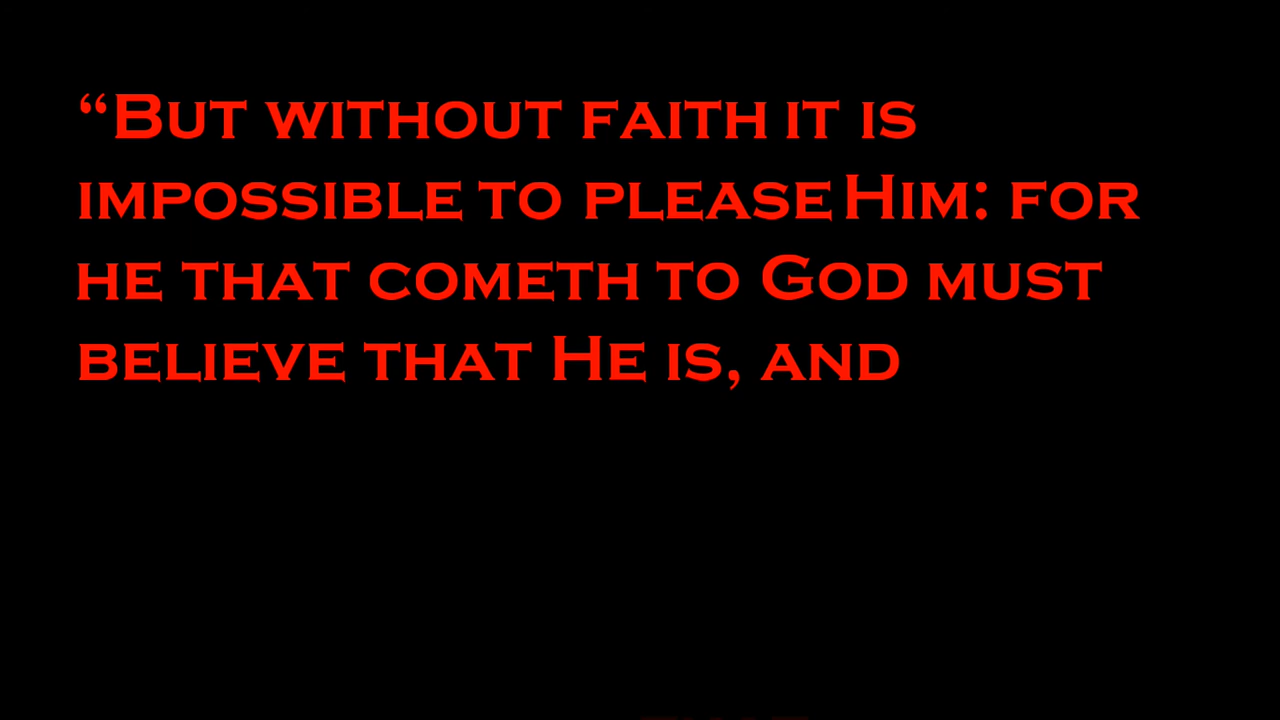 “But without faith it is
impossible to please Him: for
he that cometh to God must
believe that He is, and